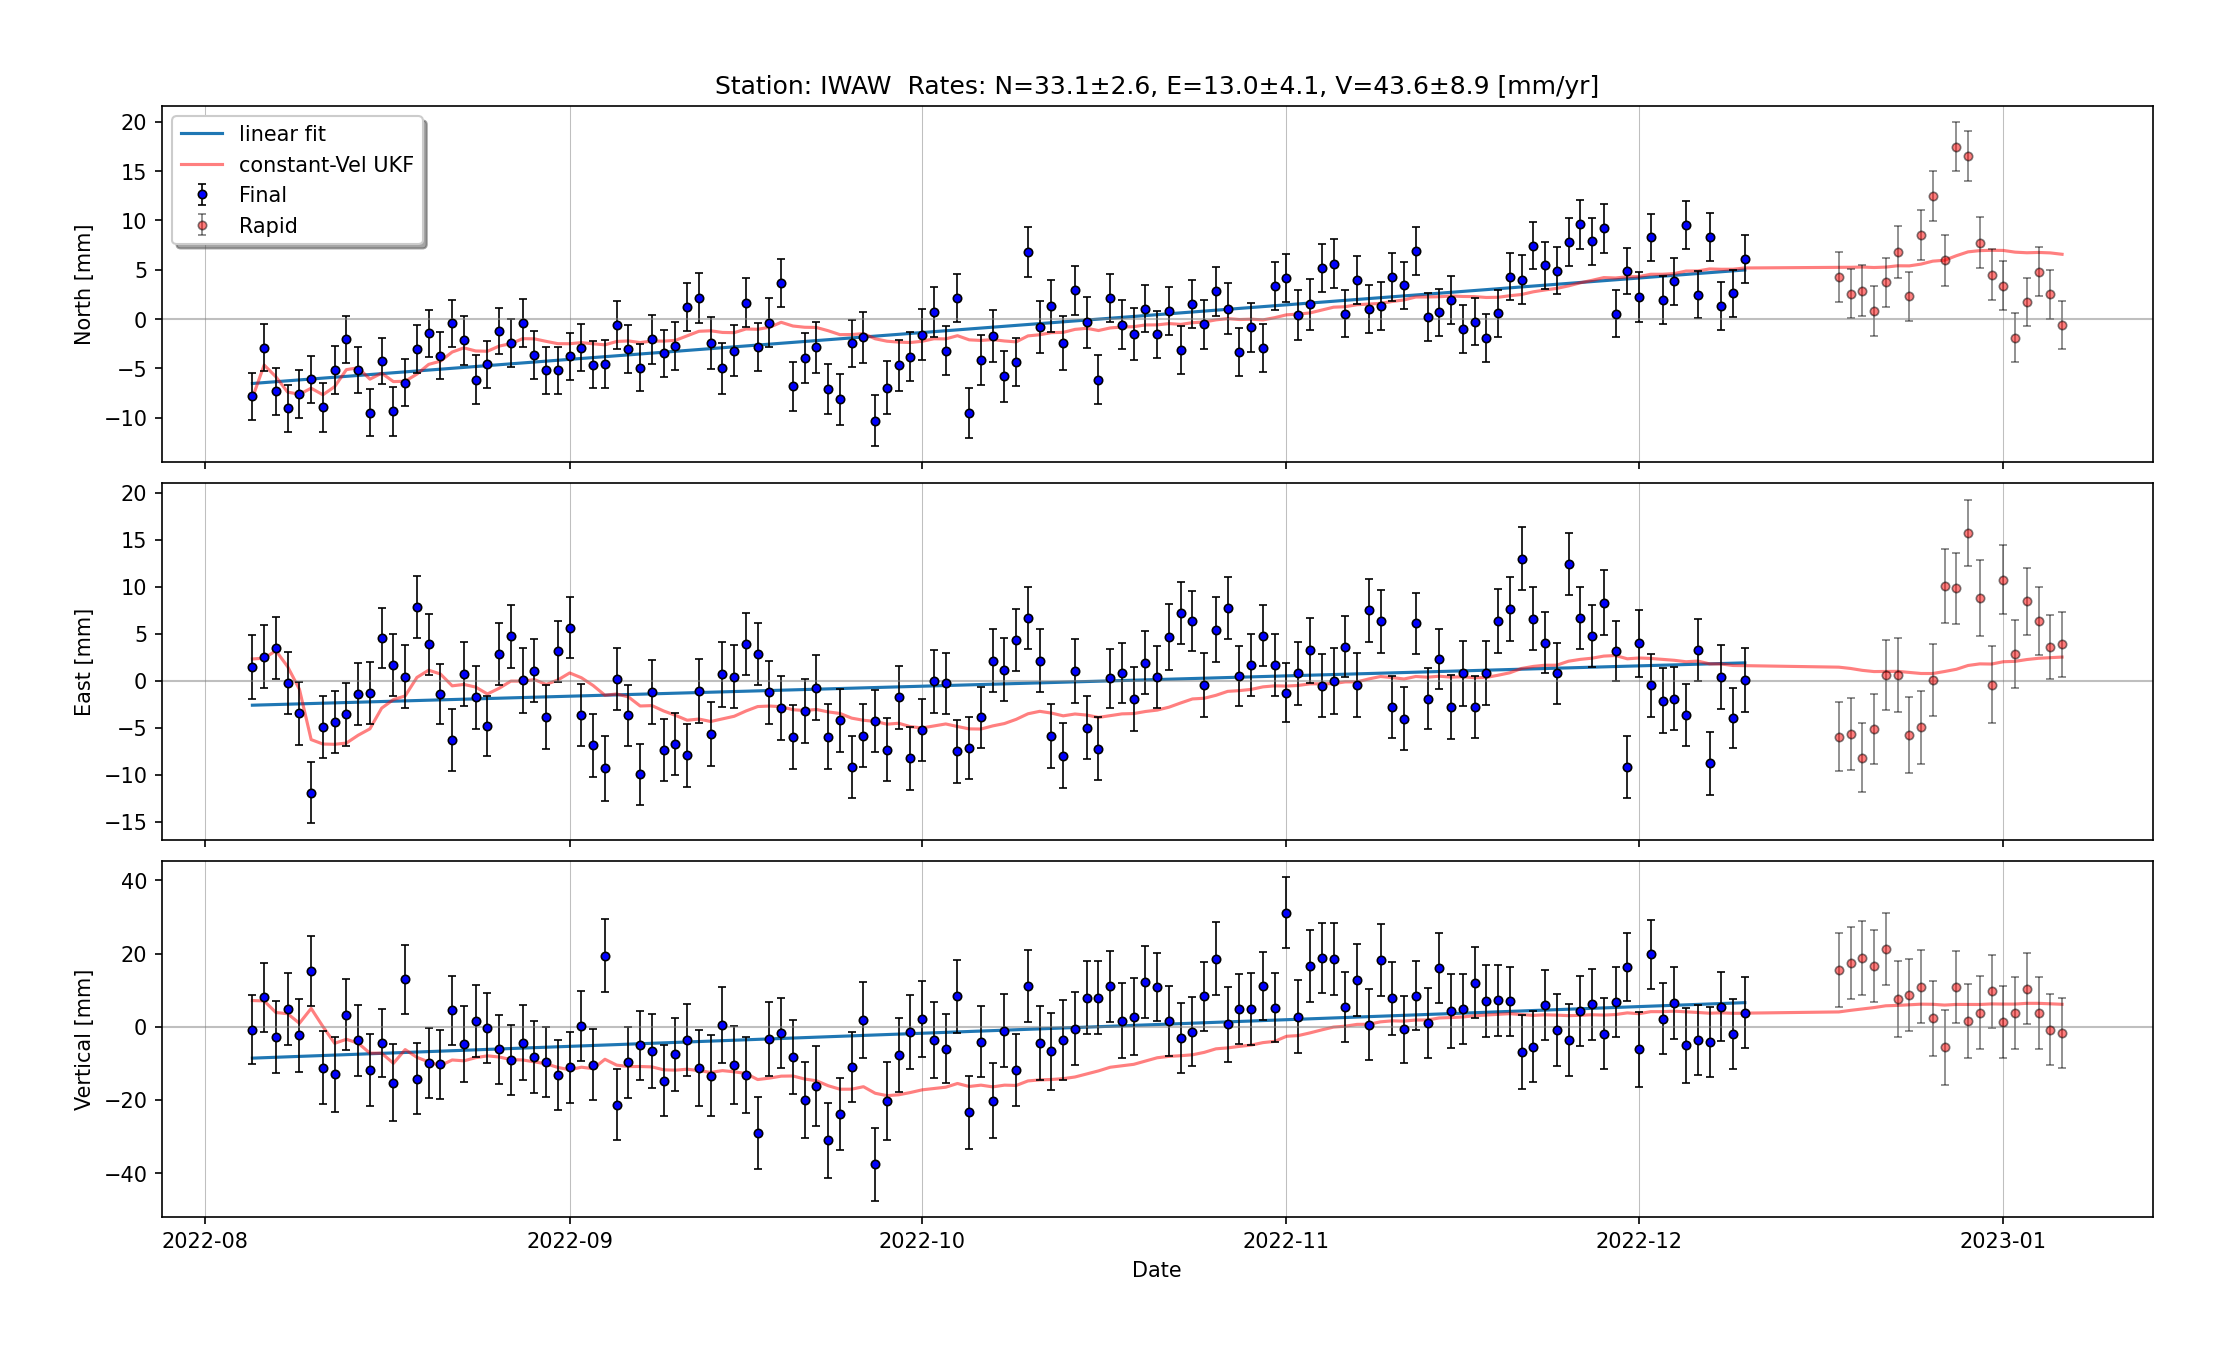 Station: IWAW  Rates: N=33.1±2.6, E=13.0±4.1, V=43.6±8.9 [mm/yr]
linear fit
constant-Vel UKF
Final
Rapid
North [mm]
20
15
10
5
0
−5
−10
East [mm]
20
15
10
5
0
−5
−10
−15
Vertical [mm]
40
20
0
−20
−40
2022-08 2022-09 2022-10 2022-11 2022-12 2023-01
Date